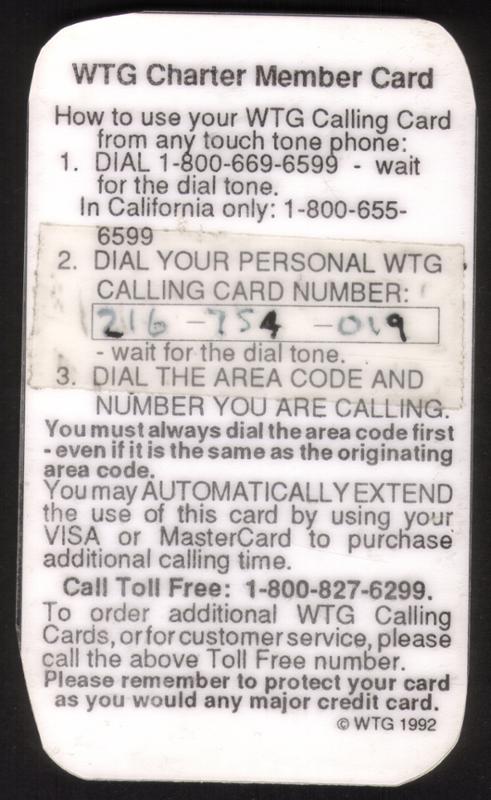 WTG Charter Member Card
How to use your WTG Calling Card
from any touch tone phone:
1. DIAL 1-800-669-6599 - wait
for the dial tone.
In California only: 1-800-655-
6599
2. DIAL YOUR PERSONAL WTG
CALLING CARD NUMBER:
216 - 754 - 019
- wait for the dial tone.
3. DIAL THE AREA CODE AND
NUMBER YOU ARE CALLING.
You must always dial the area code first
- even if it is the same as the originating
area code.
You may AUTOMATICALLY EXTEND
the use of this card by using your
VISA or MasterCard to purchase
additional calling time.
Call Toll Free: 1-800-827-6299.
To order additional WTG Calling
Cards, or for customer service, please
call the above Toll Free number.
Please remember to protect your card
as you would any major credit card.
© WTG 1992